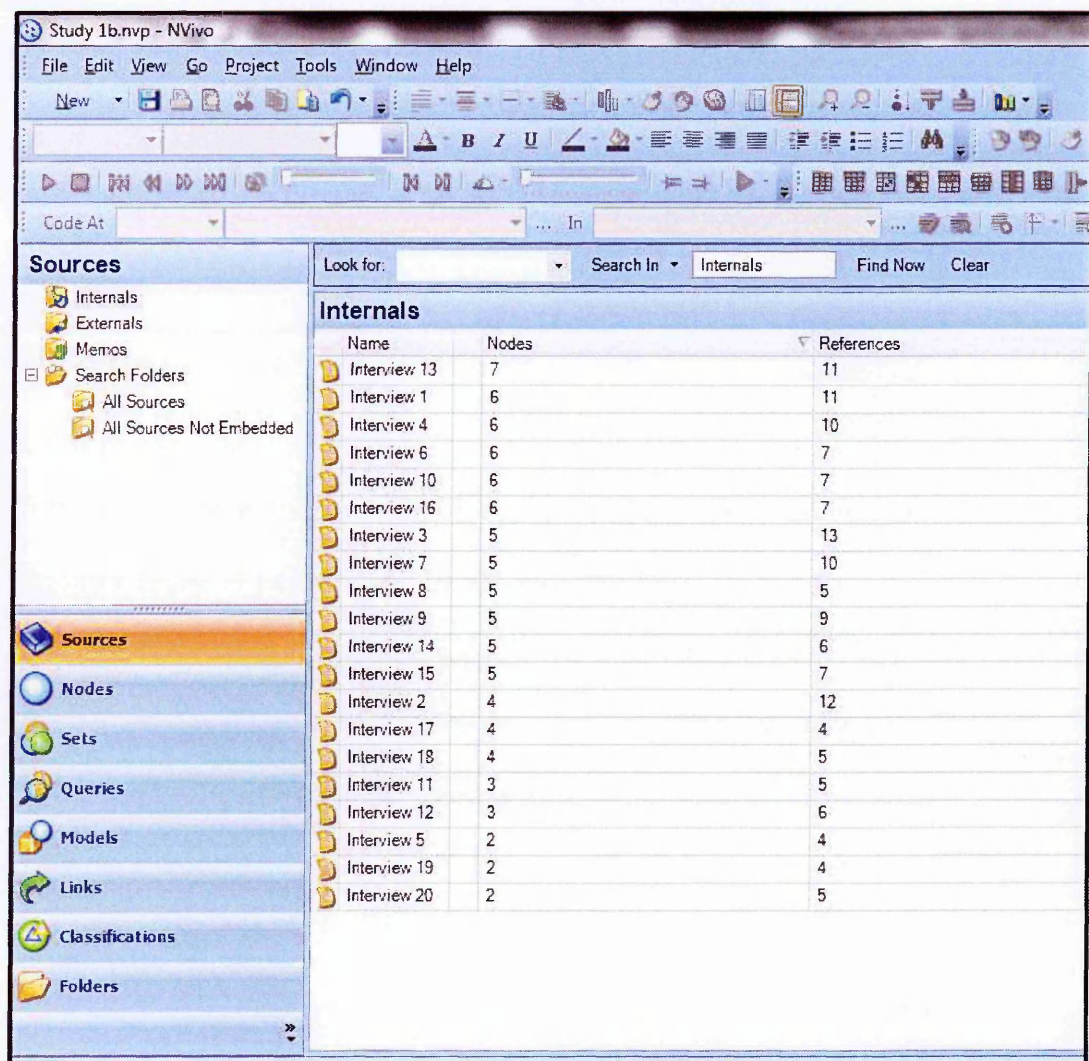 Study 1b.nvp - NVivo
File Edit View Go Project Tools Window Help
New
A B I U
Code At ... In ...
Sources
Internals
Externals
Memos
Search Folders
All Sources
All Sources Not Embedded
Sources
Nodes
Sets
Queries
Models
Links
Classifications
Folders
Look for: Search In Internals Find Now Clear
Internals
Name Nodes References
Interview 13 7 11
Interview 1 6 11
Interview 4 6 10
Interview 6 6 7
Interview 10 6 7
Interview 16 6 7
Interview 3 5 13
Interview 7 5 10
Interview 8 5 5
Interview 9 5 9
Interview 14 5 6
Interview 15 5 7
Interview 2 4 12
Interview 17 4 4
Interview 18 4 5
Interview 11 3 5
Interview 12 3 6
Interview 5 2 4
Interview 19 2 4
Interview 20 2 5